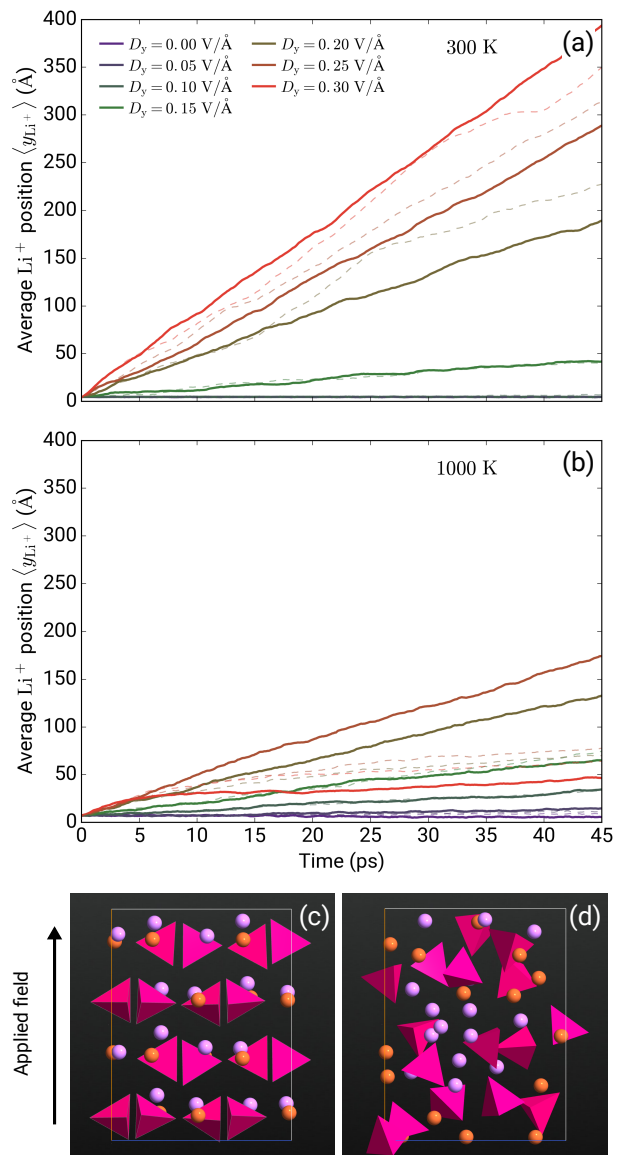 400
350
300
250
200
150
100
50
0
Average Li⁺ position ⟨y_Li⁺⟩ (Å)
D_y = 0.00 V/Å
D_y = 0.05 V/Å
D_y = 0.10 V/Å
D_y = 0.15 V/Å
D_y = 0.20 V/Å
D_y = 0.25 V/Å
D_y = 0.30 V/Å
300 K
(a)
400
350
300
250
200
150
100
50
0
Average Li⁺ position ⟨y_Li⁺⟩ (Å)
1000 K
(b)
0 5 10 15 20 25 30 35 40 45
Time (ps)
Applied field
(c)
(d)